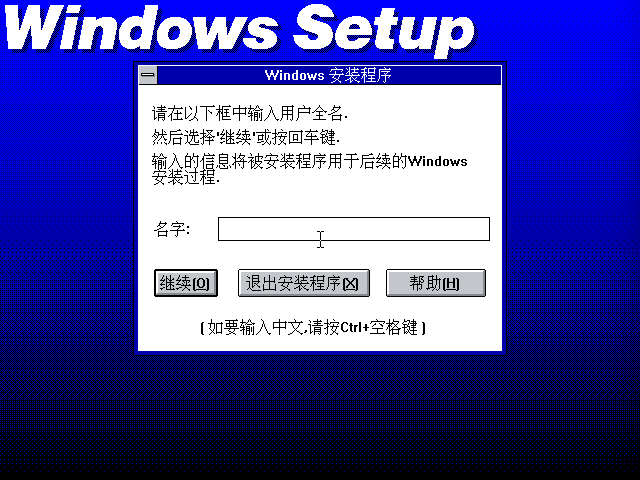 Windows Setup
Windows 安装程序
请在以下框中输入用户全名.
然后选择'继续'或按回车键.
输入的信息将被安装程序用于后续的Windows
安装过程.
名字:
继续(O) 退出安装程序(X) 帮助(H)
(如要输入中文,请按Ctrl+空格键)